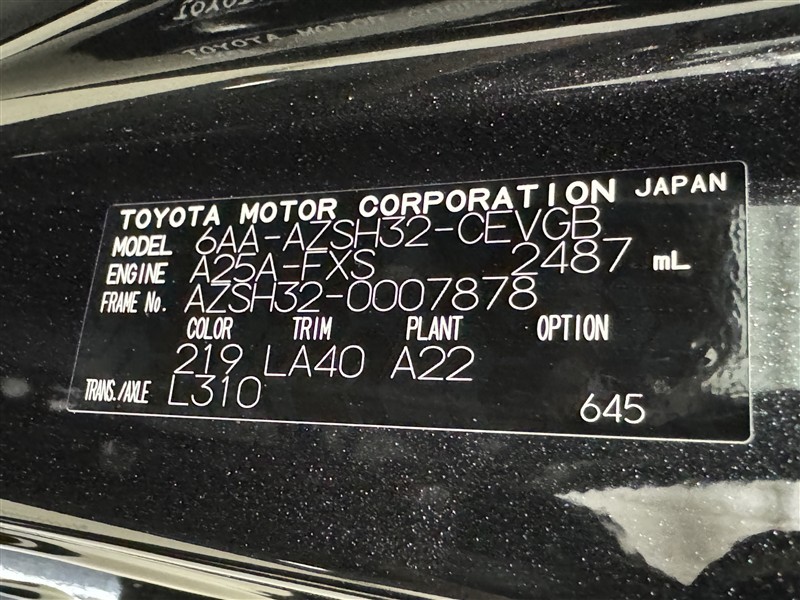 TOYOTA MOTOR CORPORATION JAPAN
MODEL 6AA-AZSH32-CEVGB
ENGINE A25A-FXS 2487 mL
FRAME No. AZSH32-0007878
COLOR TRIM PLANT OPTION
219 LA40 A22
TRANS./AXLE L310
645